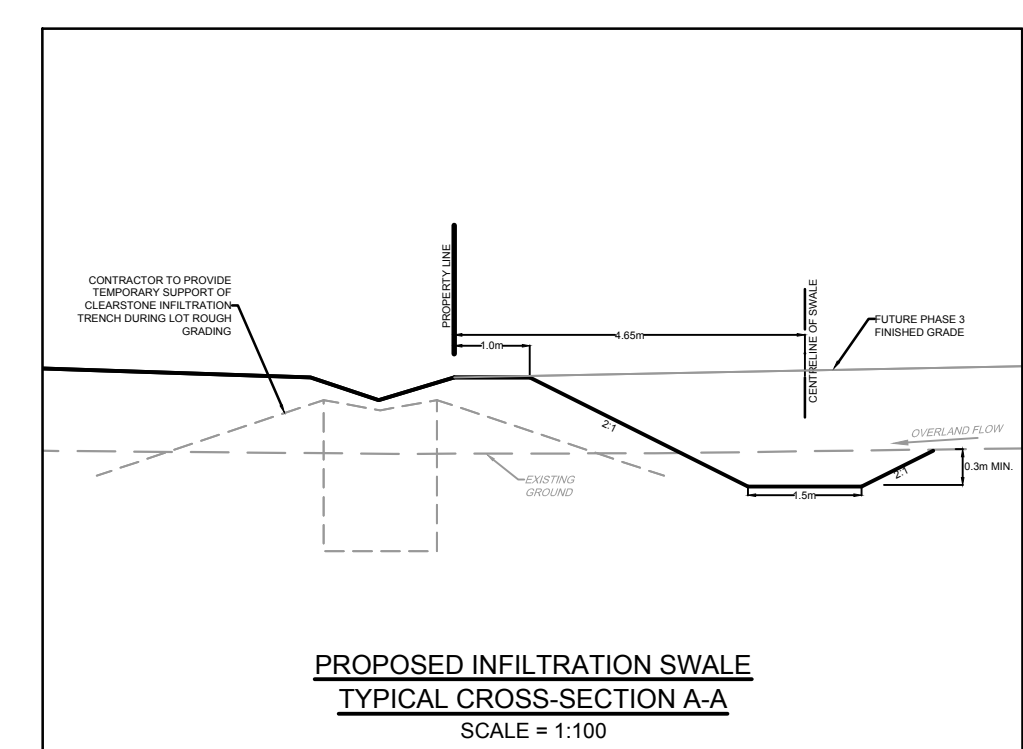 CONTRACTOR TO PROVIDE
TEMPORARY SUPPORT OF
CLEARSTONE INFILTRATION
TRENCH DURING LOT ROUGH
GRADING
PROPERTY LINE
4.65m
1.0m
CENTRELINE OF SWALE
FUTURE PHASE 3
FINISHED GRADE
2:1
OVERLAND FLOW
0.3m MIN.
2:1
1.5m
EXISTING
GROUND
PROPOSED INFILTRATION SWALE
TYPICAL CROSS-SECTION A-A
SCALE = 1:100